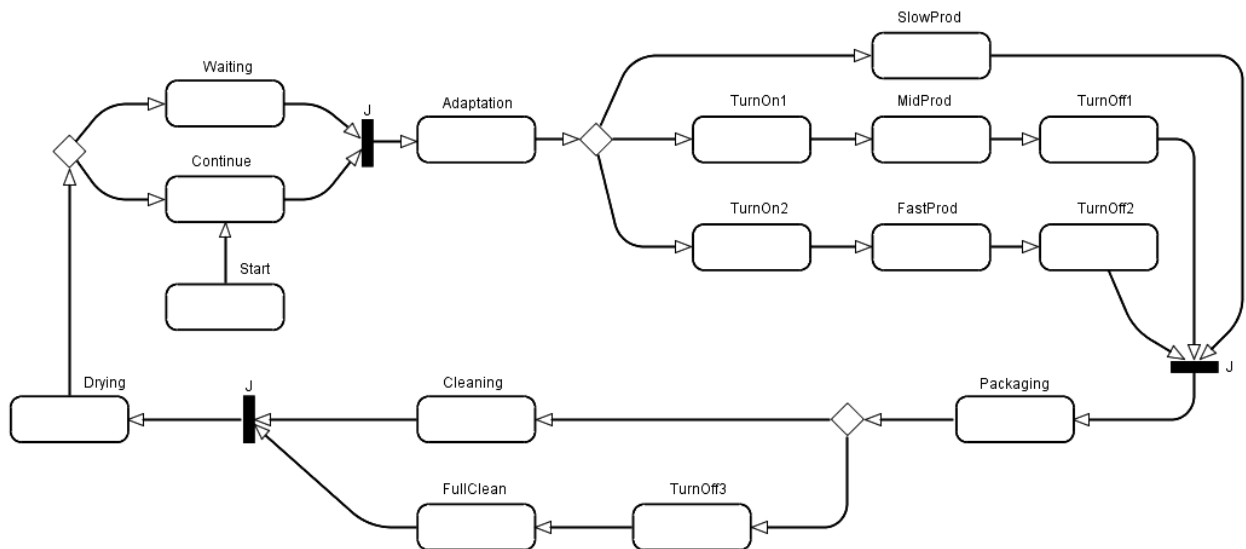 SlowProd
Waiting
J
Adaptation
TurnOn1
MidProd
TurnOff1
Continue
TurnOn2
FastProd
TurnOff2
Start
J
Drying
J
Cleaning
Packaging
FullClean
TurnOff3